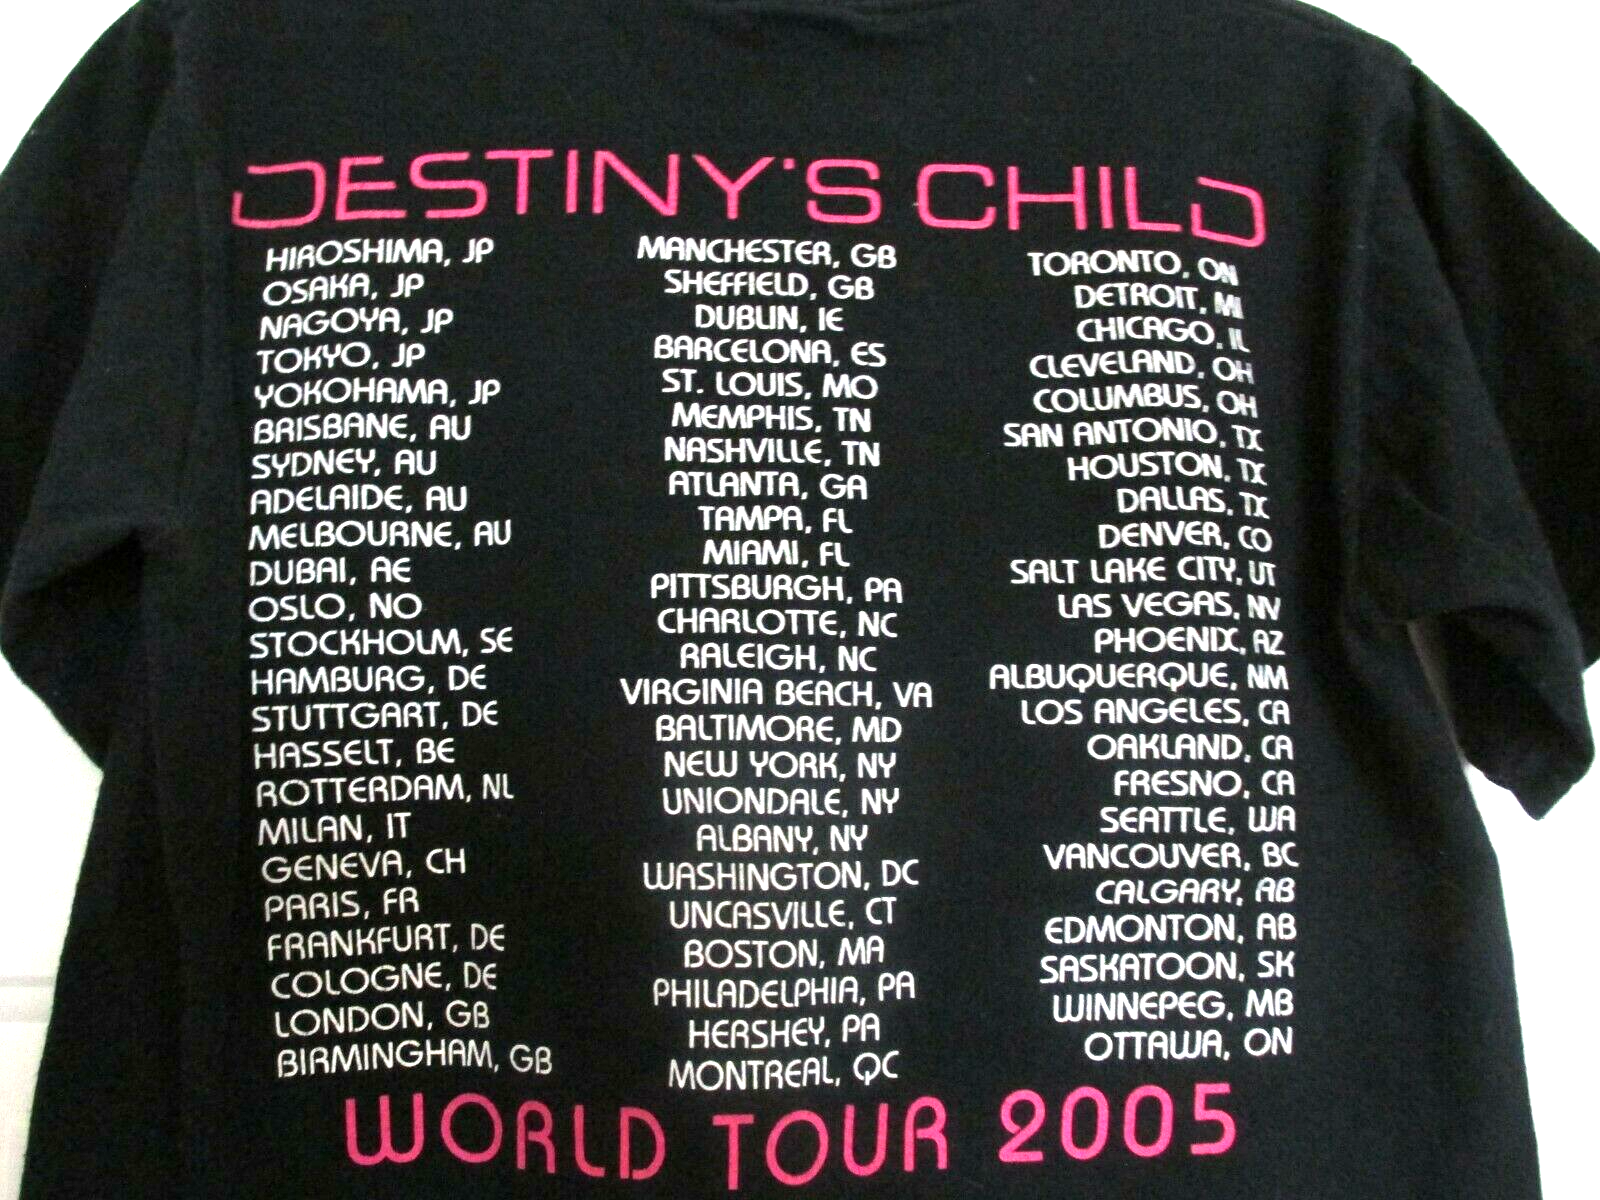 DESTINY'S CHILD
HIROSHIMA, JP
OSAKA, JP
NAGOYA, JP
TOKYO, JP
YOKOHAMA, JP
BRISBANE, AU
SYDNEY, AU
ADELAIDE, AU
MELBOURNE, AU
DUBAI, AE
OSLO, NO
STOCKHOLM, SE
HAMBURG, DE
STUTTGART, DE
HASSELT, BE
ROTTERDAM, NL
MILAN, IT
GENEVA, CH
PARIS, FR
FRANKFURT, DE
COLOGNE, DE
LONDON, GB
BIRMINGHAM, GB
MANCHESTER, GB
SHEFFIELD, GB
DUBLIN, IE
BARCELONA, ES
ST. LOUIS, MO
MEMPHIS, TN
NASHVILLE, TN
ATLANTA, GA
TAMPA, FL
MIAMI, FL
PITTSBURGH, PA
CHARLOTTE, NC
RALEIGH, NC
VIRGINIA BEACH, VA
BALTIMORE, MD
NEW YORK, NY
UNIONDALE, NY
ALBANY, NY
WASHINGTON, DC
UNCASVILLE, CT
BOSTON, MA
PHILADELPHIA, PA
HERSHEY, PA
MONTREAL, QC
TORONTO, ON
DETROIT, MI
CHICAGO, IL
CLEVELAND, OH
COLUMBUS, OH
SAN ANTONIO, TX
HOUSTON, TX
DALLAS, TX
DENVER, CO
SALT LAKE CITY, UT
LAS VEGAS, NV
PHOENIX, AZ
ALBUQUERQUE, NM
LOS ANGELES, CA
OAKLAND, CA
FRESNO, CA
SEATTLE, WA
VANCOUVER, BC
CALGARY, AB
EDMONTON, AB
SASKATOON, SK
WINNEPEG, MB
OTTAWA, ON
WORLD TOUR 2005